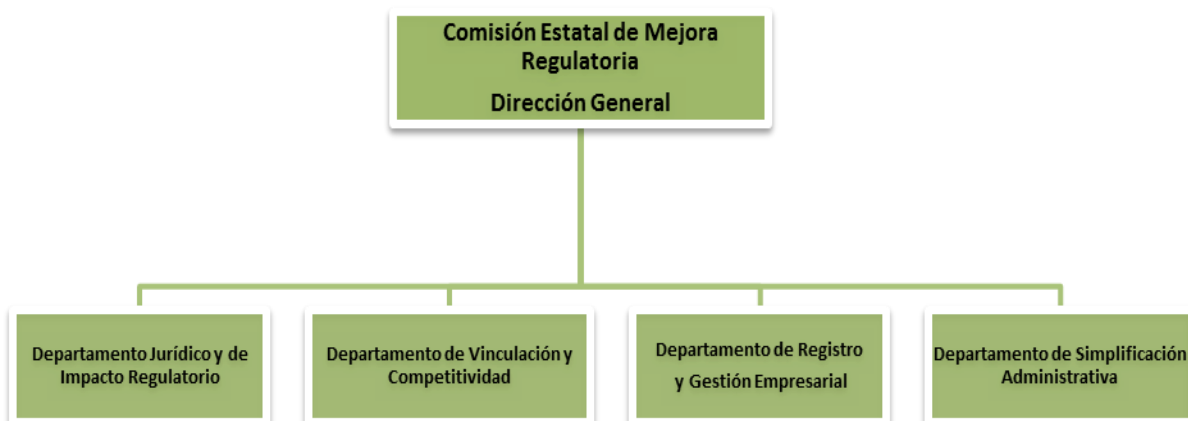 Comisión Estatal de Mejora
Regulatoria
Dirección General
Departamento Jurídico y de
Impacto Regulatorio
Departamento de Vinculación y
Competitividad
Departamento de Registro
y Gestión Empresarial
Departamento de Simplificación
Administrativa